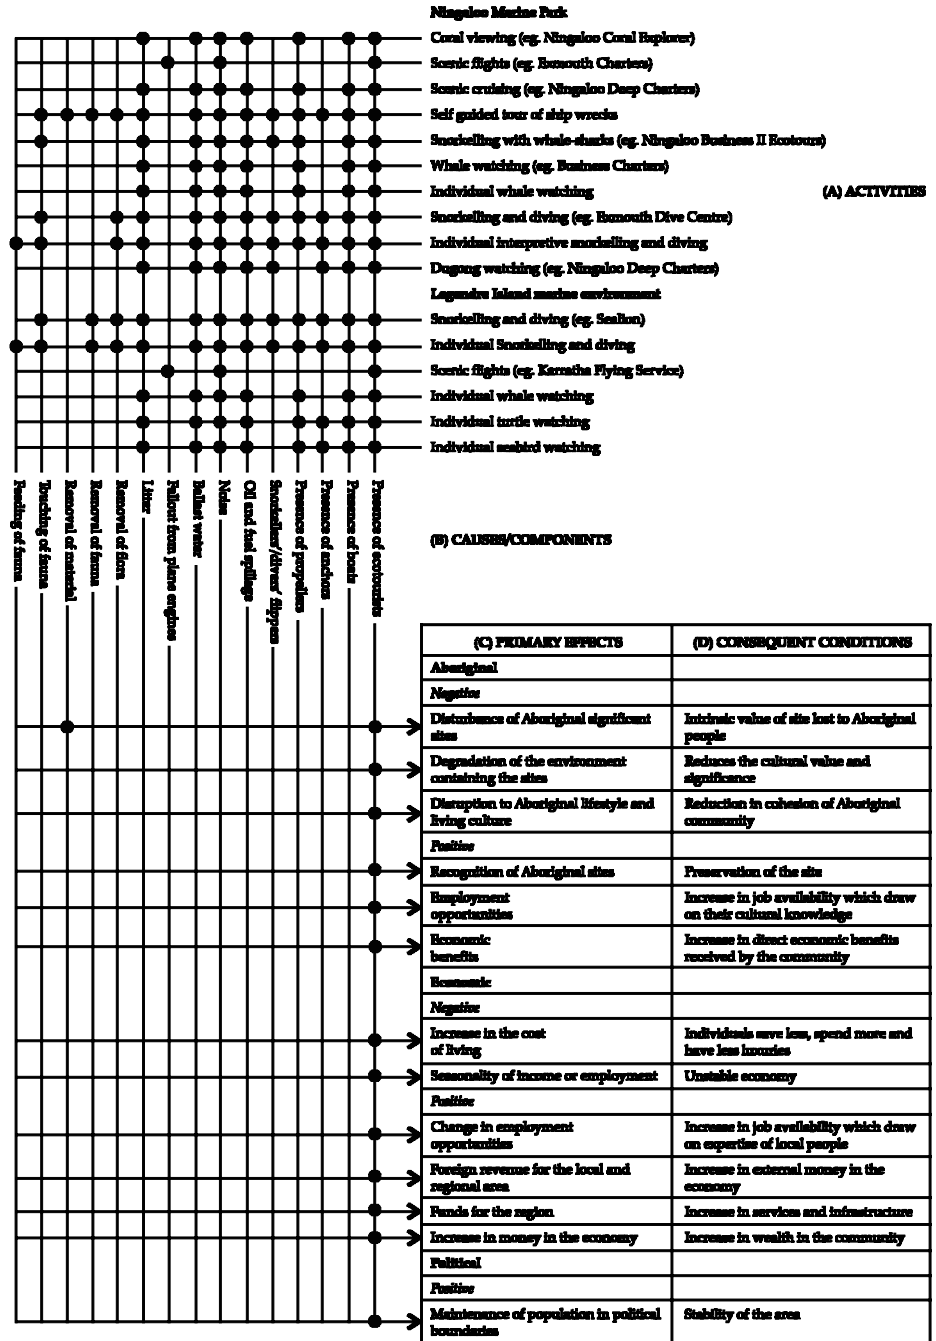 Ningaloo Marine Park
Coral viewing (eg. Ningaloo Coral Explorer)
Scenic flights (eg. Exmouth Charters)
Scenic cruising (eg. Ningaloo Deep Charters)
Self guided tour of ship wrecks
Snorkelling with whale-sharks (eg. Ningaloo Business II Ecotours)
Whale watching (eg. Business Charters)
Individual whale watching
(A) ACTIVITIES
Snorkelling and diving (eg. Exmouth Dive Centre)
Individual interpretive snorkelling and diving
Dugong watching (eg. Ningaloo Deep Charters)
Legendre Island marine environment
Snorkelling and diving (eg. Sealion)
Individual Snorkelling and diving
Scenic flights (eg. Karratha Flying Service)
Individual whale watching
Individual turtle watching
Individual seabird watching
Feeding of fauna
Touching of fauna
Removal of material
Removal of fauna
Removal of flora
Litter
Fallout from plane engines
Ballast water
Noise
Oil and fuel spillage
Snorkellers'/divers' flippers
Presence of propellers
Presence of anchors
Presence of boats
Presence of ecotourists
(B) CAUSES/COMPONENTS
(C) PRIMARY EFFECTS
(D) CONSEQUENT CONDITIONS
Aboriginal
Negative
Disturbance of Aboriginal significant
sites
Intrinsic value of site lost to Aboriginal
people
Degradation of the environment
containing the sites
Reduces the cultural value and
significance
Disruption to Aboriginal lifestyle and
living culture
Reduction in cohesion of Aboriginal
community
Positive
Recognition of Aboriginal sites
Preservation of the site
Employment
opportunities
Increase in job availability which draw
on their cultural knowledge
Economic
benefits
Increase in direct economic benefits
received by the community
Economic
Negative
Increase in the cost
of living
Individuals save less, spend more and
have less luxuries
Seasonality of income or employment
Unstable economy
Positive
Change in employment
opportunities
Increase in job availability which draw
on expertise of local people
Foreign revenue for the local and
regional area
Increase in external money in the
economy
Funds for the region
Increase in services and infrastructure
Increase in money in the economy
Increase in wealth in the community
Political
Positive
Maintenance of population in political
boundaries
Stability of the area